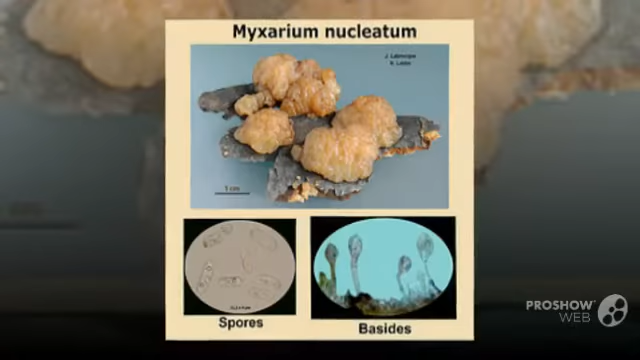 Myxarium nucleatum
1 cm
Spores
Basides
PROSHOW
WEB